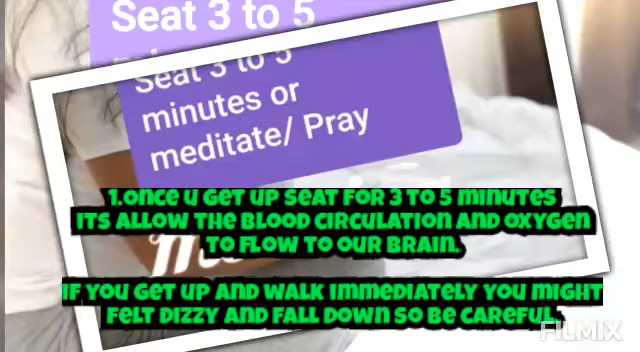 Seat 3 to 5
Seat 3 to 5
minutes or
meditate/ Pray
1.Once u get up seat for 3 to 5 minutes
its allow the blood circulation and oxygen
to flow to our brain.
If you get up and walk immediately you might
felt dizzy and fall down so be careful.
FILMIX